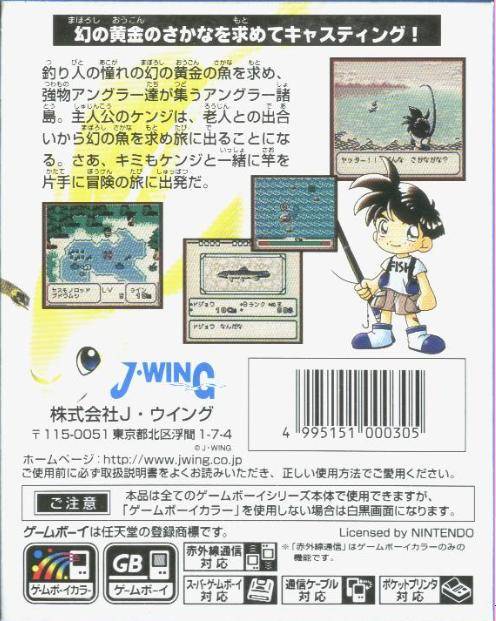 幻の黄金のさかなを求めてキャスティング！
釣り人の憧れの幻の黄金の魚を求め、
強物アングラー達が集うアングラー諸
島。主人公のケンジは、老人との出合
いから幻の魚を求め旅に出ることにな
る。さあ、キミもケンジと一緒に竿を
片手に冒険の旅に出発だ。
FISH
J・WING
株式会社J・ウイング
〒115-0051 東京都北区浮間1-7-4
©J・WING
4 995151 000305
ホームページ：http://www.jwing.co.jp
ご使用前に必ず取扱説明書をよくお読みいただき、正しい使用方法でご愛用ください。
ご注意
本品は全てのゲームボーイシリーズ本体で使用できますが、
「ゲームボーイカラー」を使用しない場合は白黒画面になります。
ゲームボーイは任天堂の登録商標です。
Licensed by NINTENDO
ゲームボーイカラー
GB
ゲームボーイ
赤外線通信
対応
※「赤外線通信」はゲームボーイカラーのみの
機能です。
スーパーゲームボーイ
対応
通信ケーブル
対応
ポケットプリンタ
対応